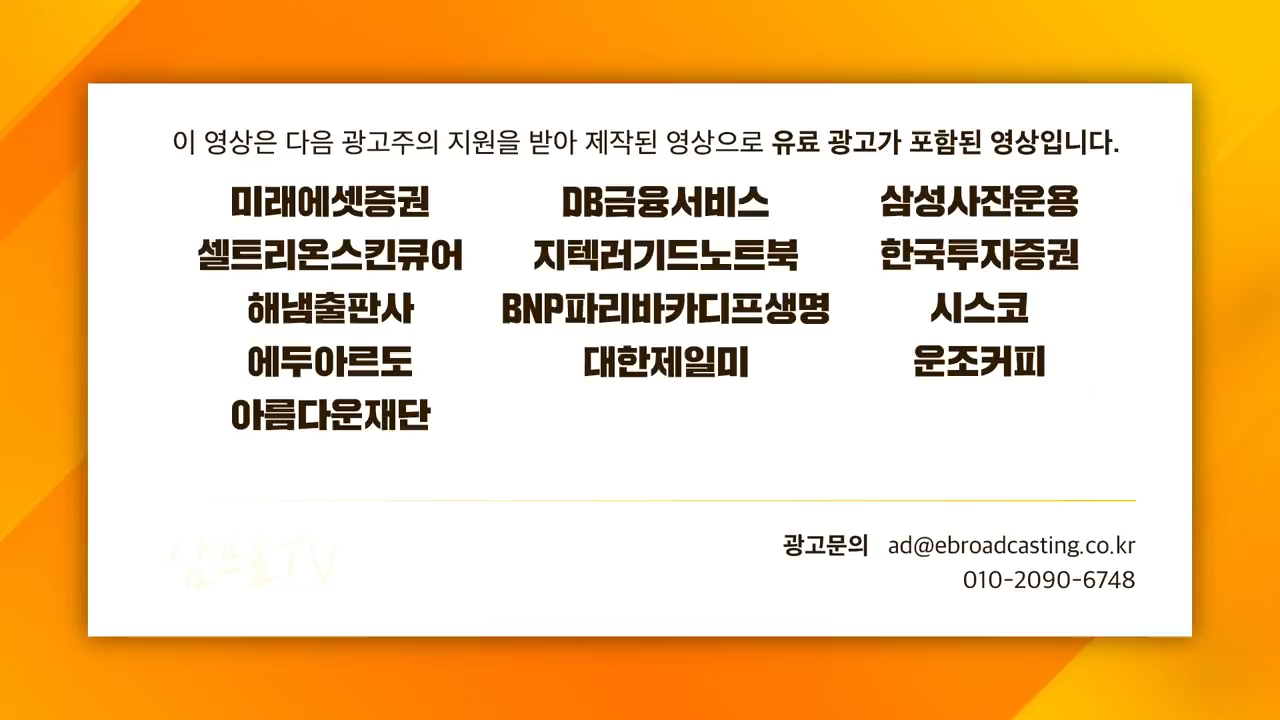 이 영상은 다음 광고주의 지원을 받아 제작된 영상으로 유료 광고가 포함된 영상입니다.
미래에셋증권 DB금융서비스 삼성사잔운용
셀트리온스킨큐어 지텍러기드노트북 한국투자증권
해냄출판사 BNP파리바카디프생명 시스코
에두아르도 대한제일미 운조커피
아름다운재단
삼프로TV 광고문의 ad@ebroadcasting.co.kr
010-2090-6748